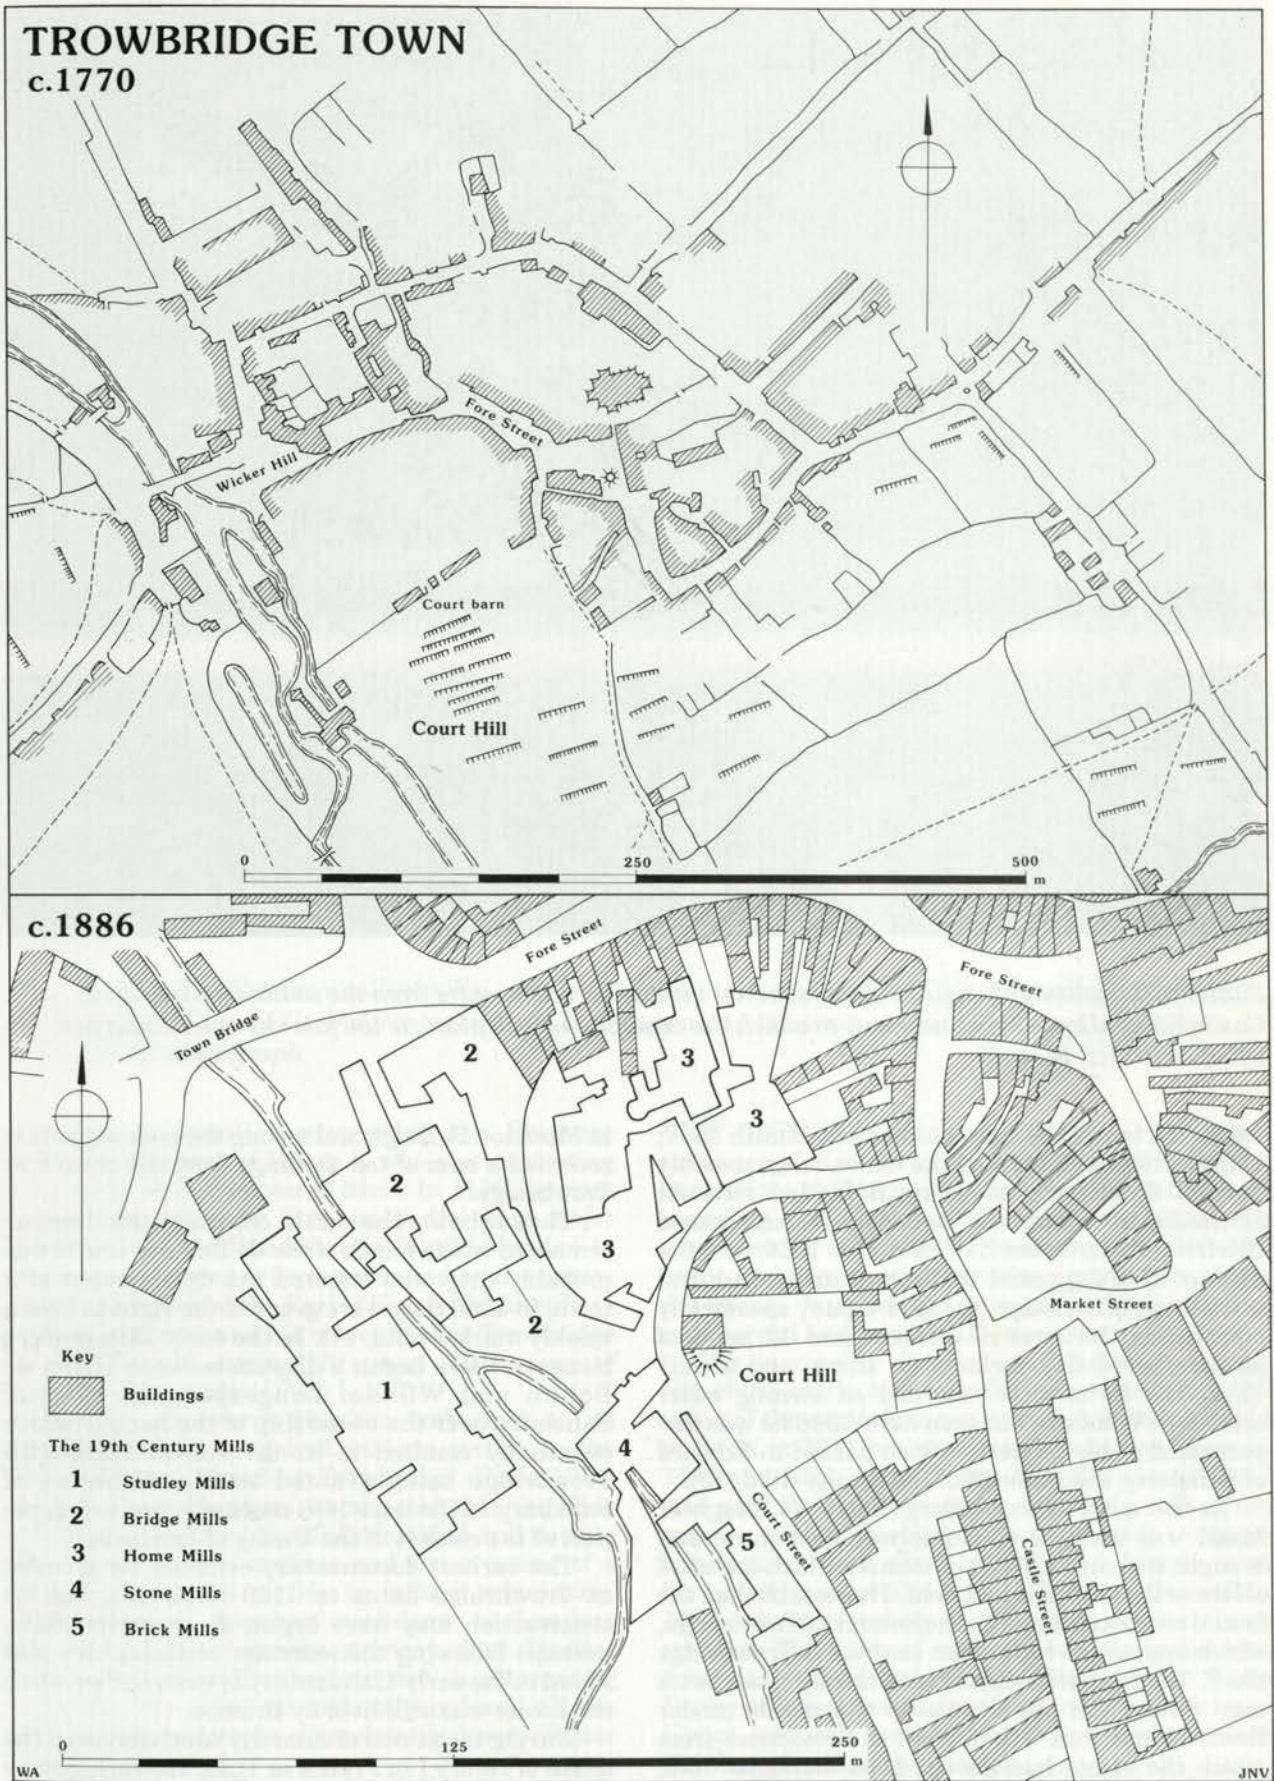 TROWBRIDGE TOWN
c.1770
Fore Street
Wicker Hill
Court barn
Court Hill
0 250 500
m
c.1886
Fore Street
Fore Street
Town Bridge
2
3
3
2
3
Market Street
2
Court Hill
Key
Buildings
1
The 19th Century Mills
4
1 Studley Mills
2 Bridge Mills
Court Street
5
3 Home Mills
Castle Street
4 Stone Mills
5 Brick Mills
0 125 250
m
WA
JNV